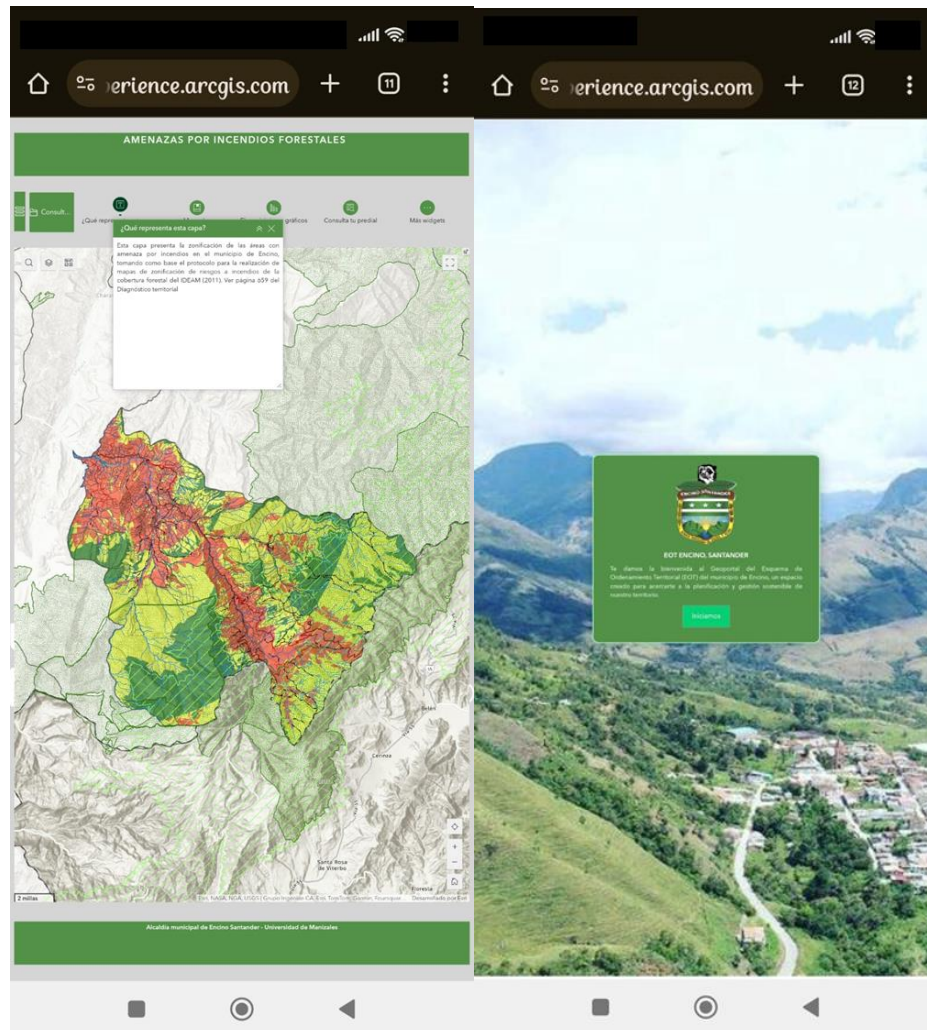 erience.arcgis.com
11
AMENAZAS POR INCENDIOS FORESTALES
Consult...
¿Qué repre
gráficos
Consulta tu predial
Más widgets
¿Qué representa esta capa?
Esta capa presenta la zonificación de las áreas con
amenaza por incendios en el municipio de Encino,
tomando como base el protocolo para la realización de
mapas de zonificación de riesgos a incendios de la
cobertura forestal del IDEAM (2011). Ver página 659 del
Diagnóstico territorial
Belén
Cerinza
Santa Rosa
de Viterbo
Floresta
2 millas
Alcaldía municipal de Encino Santander - Universidad de Manizales
erience.arcgis.com
12
ENCINO SANTANDER
EOT ENCINO, SANTANDER
Te damos la bienvenida al Geoportal del Esquema de
Ordenamiento Territorial (EOT) del municipio de Encino, un espacio
creado para acercarte a la planificación y gestión sostenible de
nuestro territorio.
Iniciamos